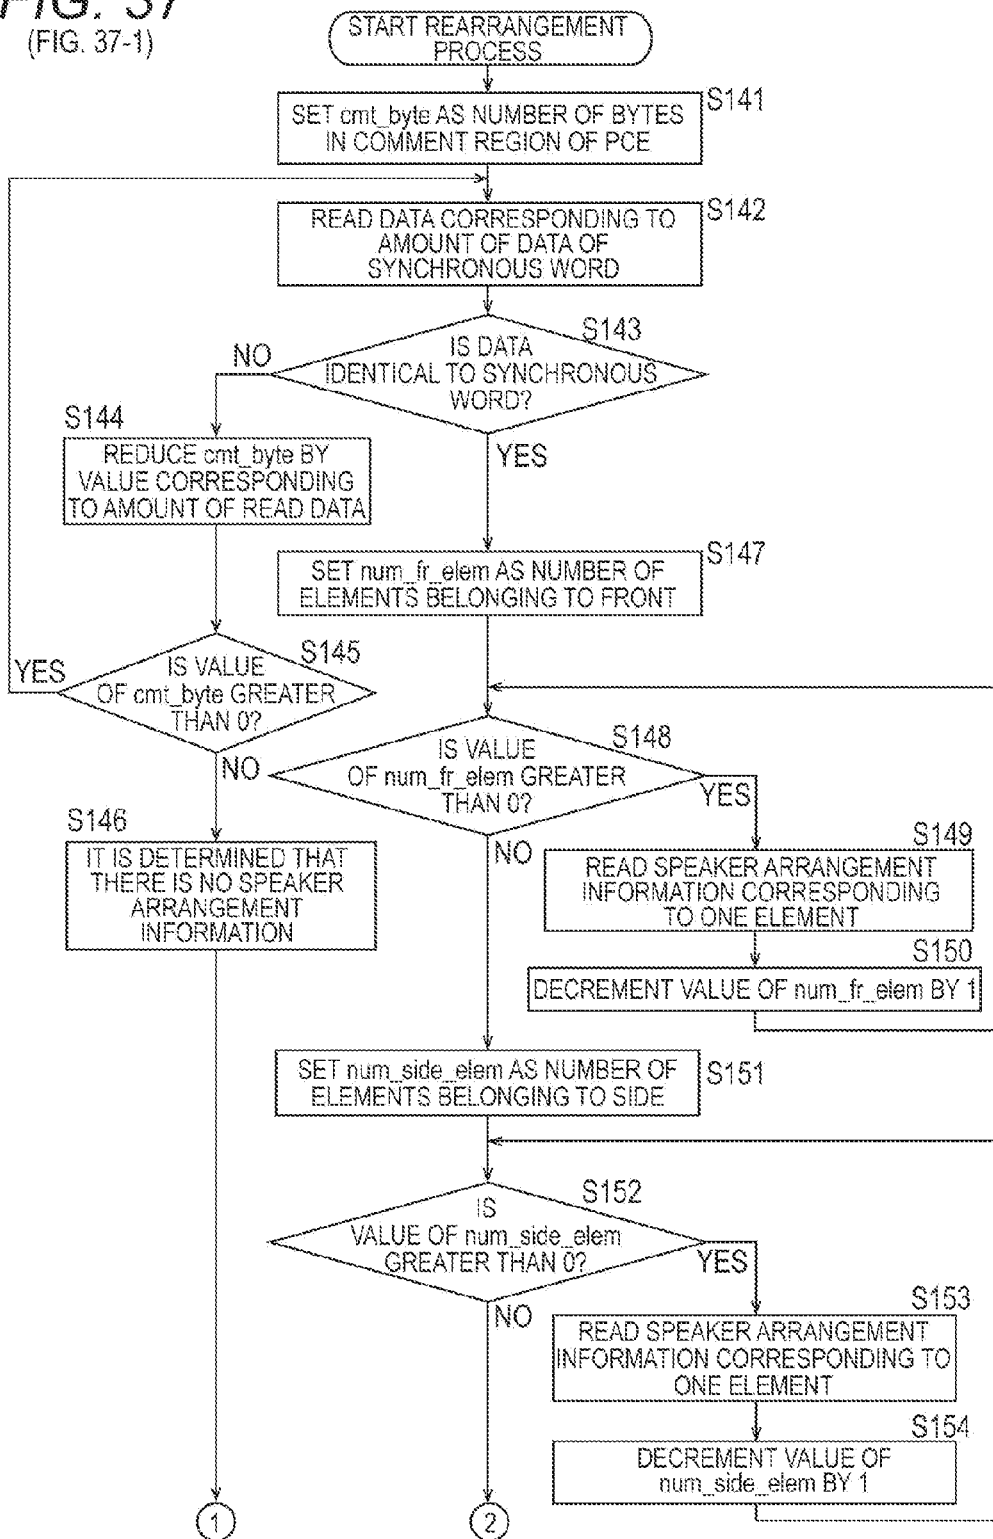 FIG. 37
(FIG. 37-1)
START REARRANGEMENT
PROCESS
S141
SET cmt_byte AS NUMBER OF BYTES
IN COMMENT REGION OF PCE
S142
READ DATA CORRESPONDING TO
AMOUNT OF DATA OF
SYNCHRONOUS WORD
S143
IS DATA
IDENTICAL TO SYNCHRONOUS
WORD?
NO
YES
S144
REDUCE cmt_byte BY
VALUE CORRESPONDING
TO AMOUNT OF READ DATA
S147
SET num_fr_elem AS NUMBER OF
ELEMENTS BELONGING TO FRONT
S145
YES
IS VALUE
OF cmt_byte GREATER
THAN 0?
NO
S148
IS VALUE
OF num_fr_elem GREATER
THAN 0?
YES
NO
S146
IT IS DETERMINED THAT
THERE IS NO SPEAKER
ARRANGEMENT
INFORMATION
S149
READ SPEAKER ARRANGEMENT
INFORMATION CORRESPONDING
TO ONE ELEMENT
S150
DECREMENT VALUE OF num_fr_elem BY 1
S151
SET num_side_elem AS NUMBER OF
ELEMENTS BELONGING TO SIDE
S152
IS
VALUE OF num_side_elem
GREATER THAN 0?
YES
NO
S153
READ SPEAKER ARRANGEMENT
INFORMATION CORRESPONDING TO
ONE ELEMENT
S154
DECREMENT VALUE OF
num_side_elem BY 1
1
2